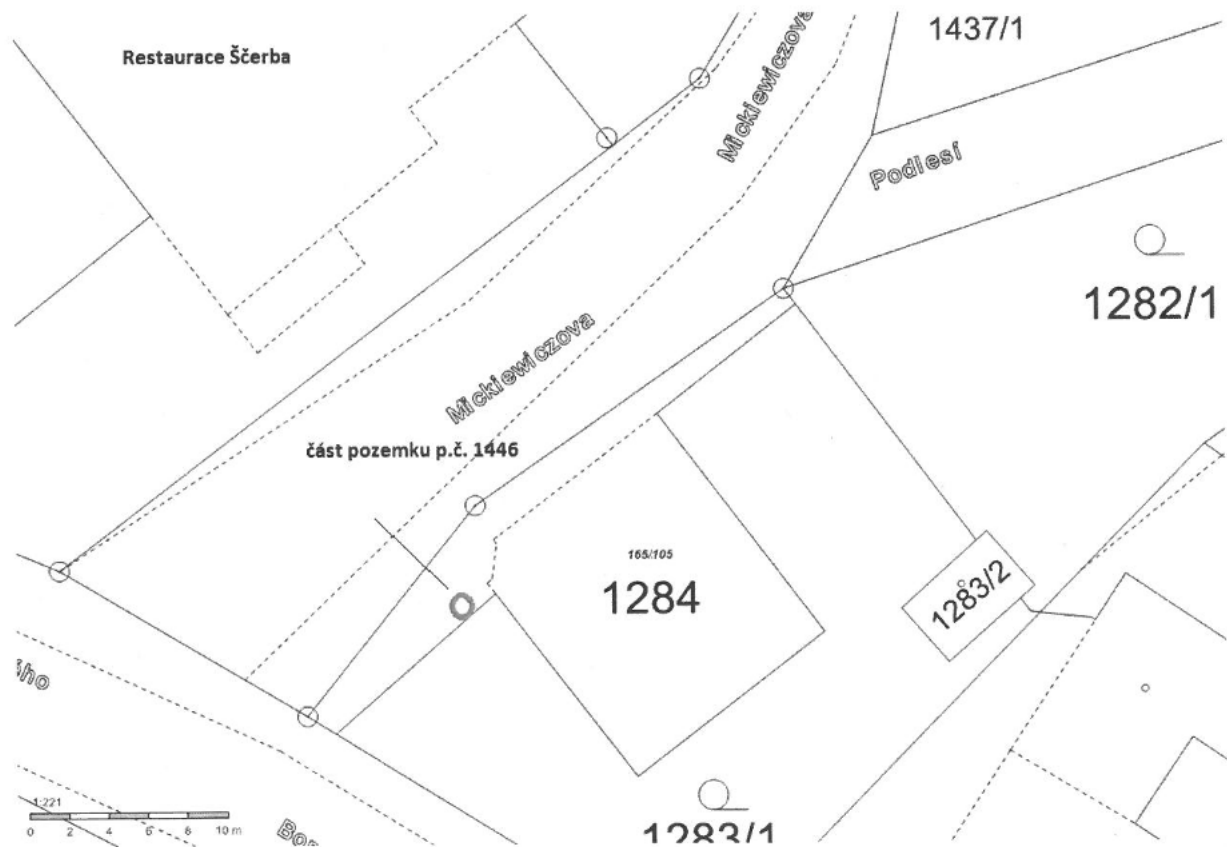 Restaurace Ščerba
Mickiewiczova
1437/1
Podlesí
1282/1
Mickiewiczova
část pozemku p.č. 1446
165/105
1284
1283/2
1:221
0 2 4 6 8 10 m
1283/1